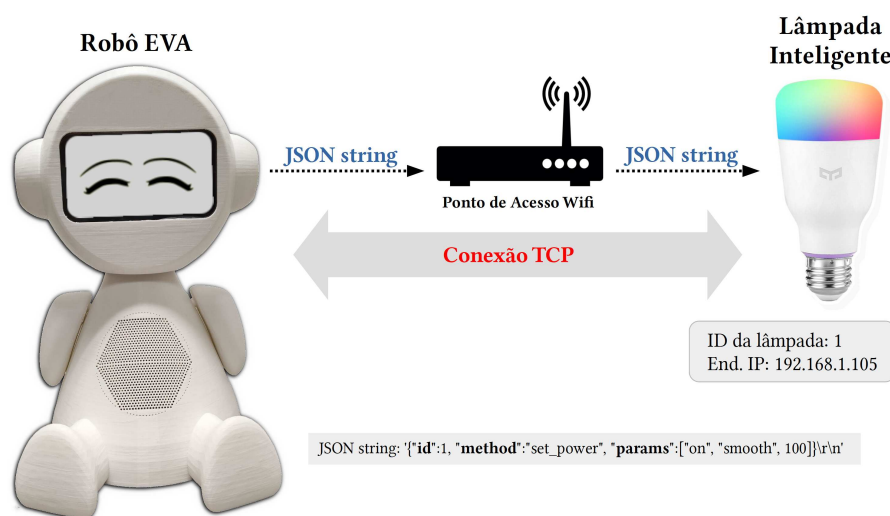 Robô EVA
Lâmpada
Inteligente
JSON string
JSON string
Ponto de Acesso Wifi
Conexão TCP
ID da lâmpada: 1
End. IP: 192.168.1.105
JSON string: '{"id":1, "method":"set_power", "params":["on", "smooth", 100]}\r\n'